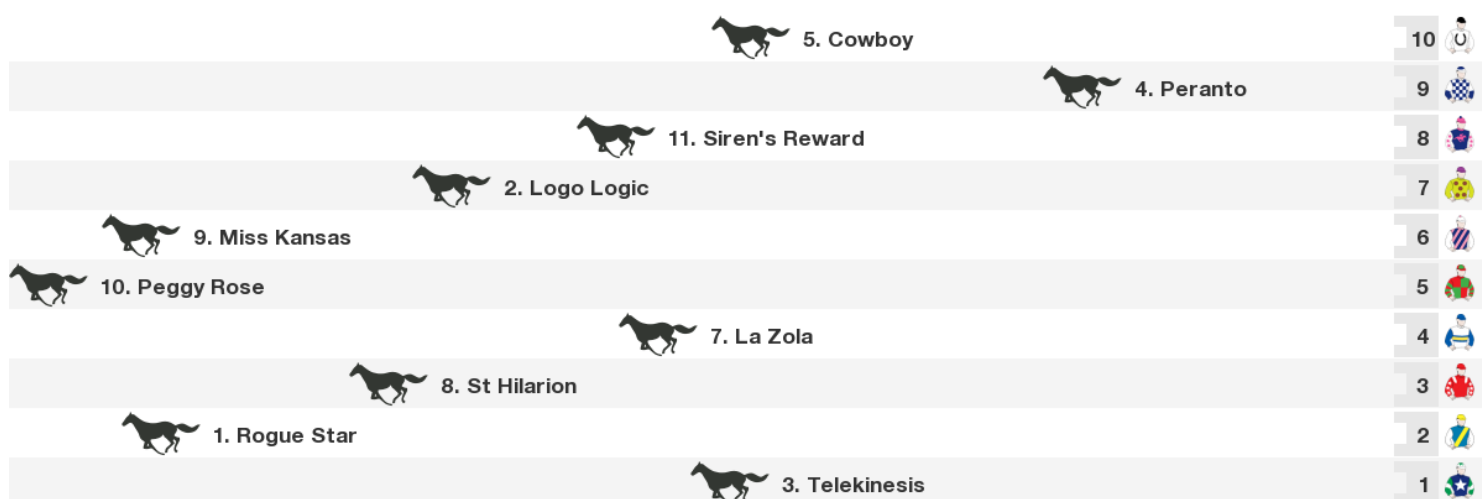 5. Cowboy 10
4. Peranto 9
11. Siren's Reward 8
2. Logo Logic 7
9. Miss Kansas 6
10. Peggy Rose 5
7. La Zola 4
8. St Hilarion 3
1. Rogue Star 2
3. Telekinesis 1